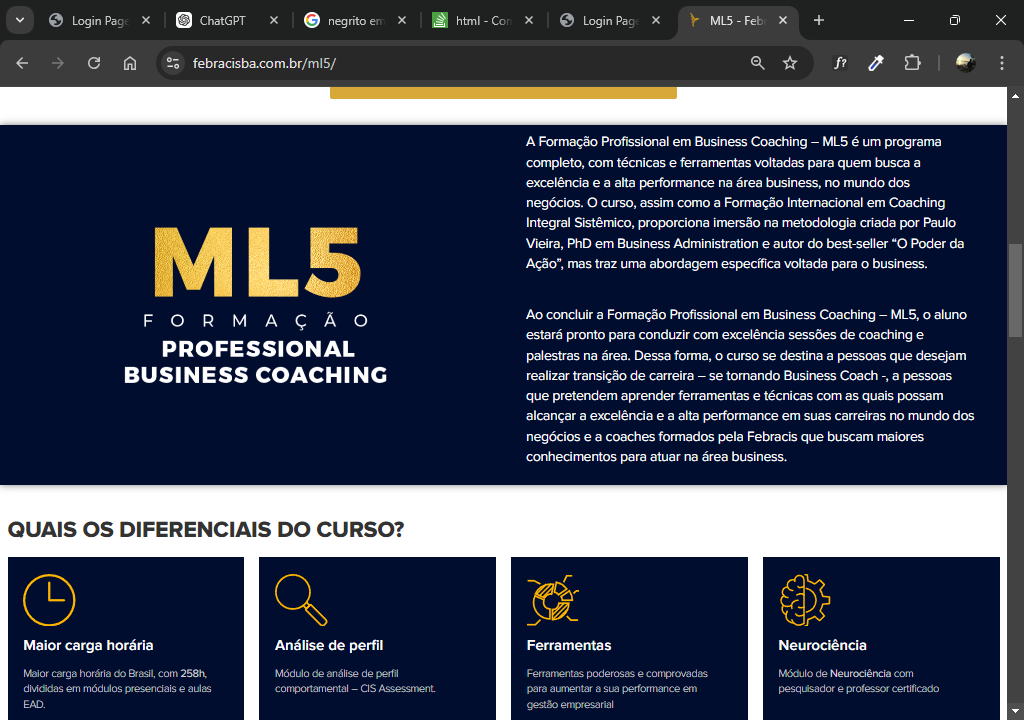 Login Page
ChatGPT
negrito em
html - Con
Login Page
ML5 - Febr
febracisba.com.br/ml5/
f?
A Formação Profissional em Business Coaching – ML5 é um programa
completo, com técnicas e ferramentas voltadas para quem busca a
excelência e a alta performance na área business, no mundo dos
negócios. O curso, assim como a Formação Internacional em Coaching
Integral Sistêmico, proporciona imersão na metodologia criada por Paulo
Vieira, PhD em Business Administration e autor do best-seller “O Poder da
Ação”, mas traz uma abordagem específica voltada para o business.
ML5
FORMAÇÃO
PROFESSIONAL
BUSINESS COACHING
Ao concluir a Formação Profissional em Business Coaching – ML5, o aluno
estará pronto para conduzir com excelência sessões de coaching e
palestras na área. Dessa forma, o curso se destina a pessoas que desejam
realizar transição de carreira – se tornando Business Coach -, a pessoas
que pretendem aprender ferramentas e técnicas com as quais possam
alcançar a excelência e a alta performance em suas carreiras no mundo dos
negócios e a coaches formados pela Febracis que buscam maiores
conhecimentos para atuar na área business.
QUAIS OS DIFERENCIAIS DO CURSO?
Maior carga horária
Maior carga horária do Brasil, com 258h,
divididas em módulos presenciais e aulas
EAD.
Análise de perfil
Módulo de análise de perfil
comportamental – CIS Assessment.
Ferramentas
Ferramentas poderosas e comprovadas
para aumentar a sua performance em
gestão empresarial
Neurociência
Módulo de Neurociência com
pesquisador e professor certificado